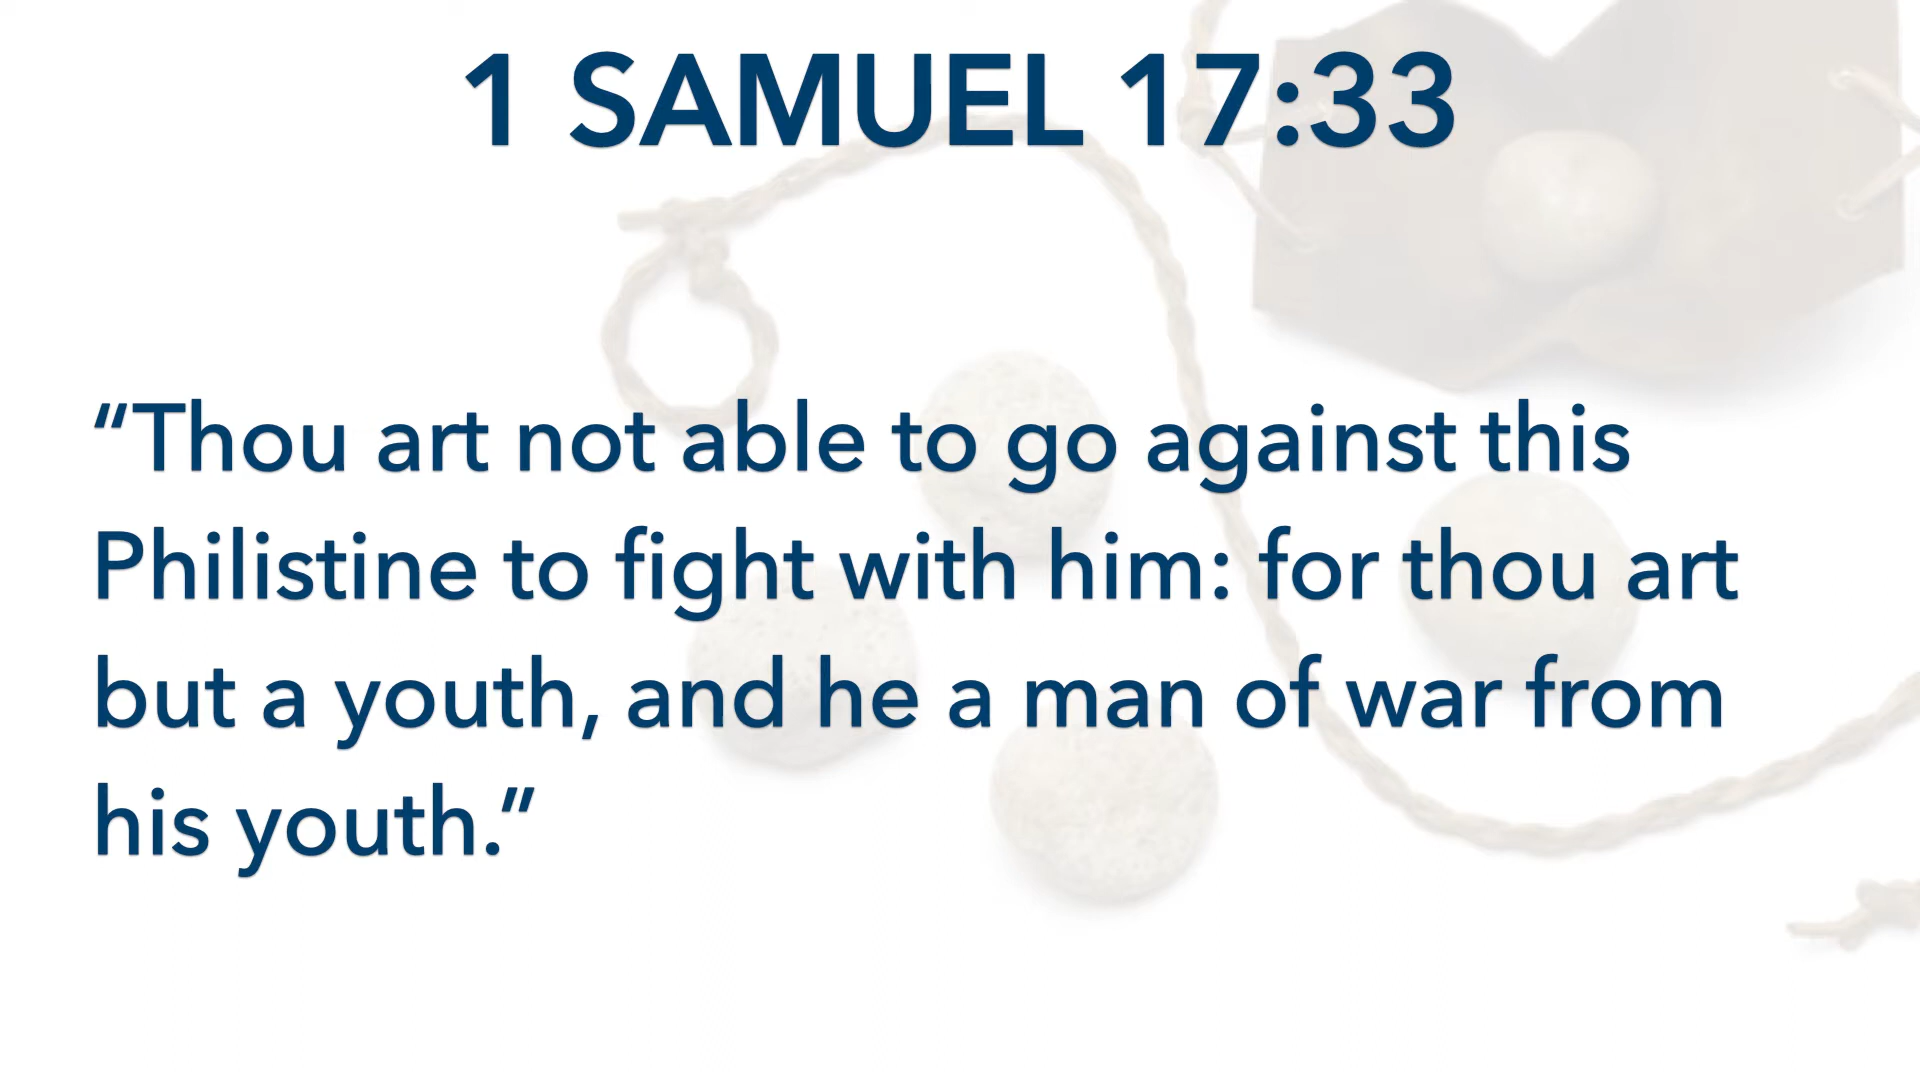 1 SAMUEL 17:33
“Thou art not able to go against this
Philistine to fight with him: for thou art
but a youth, and he a man of war from
his youth.”